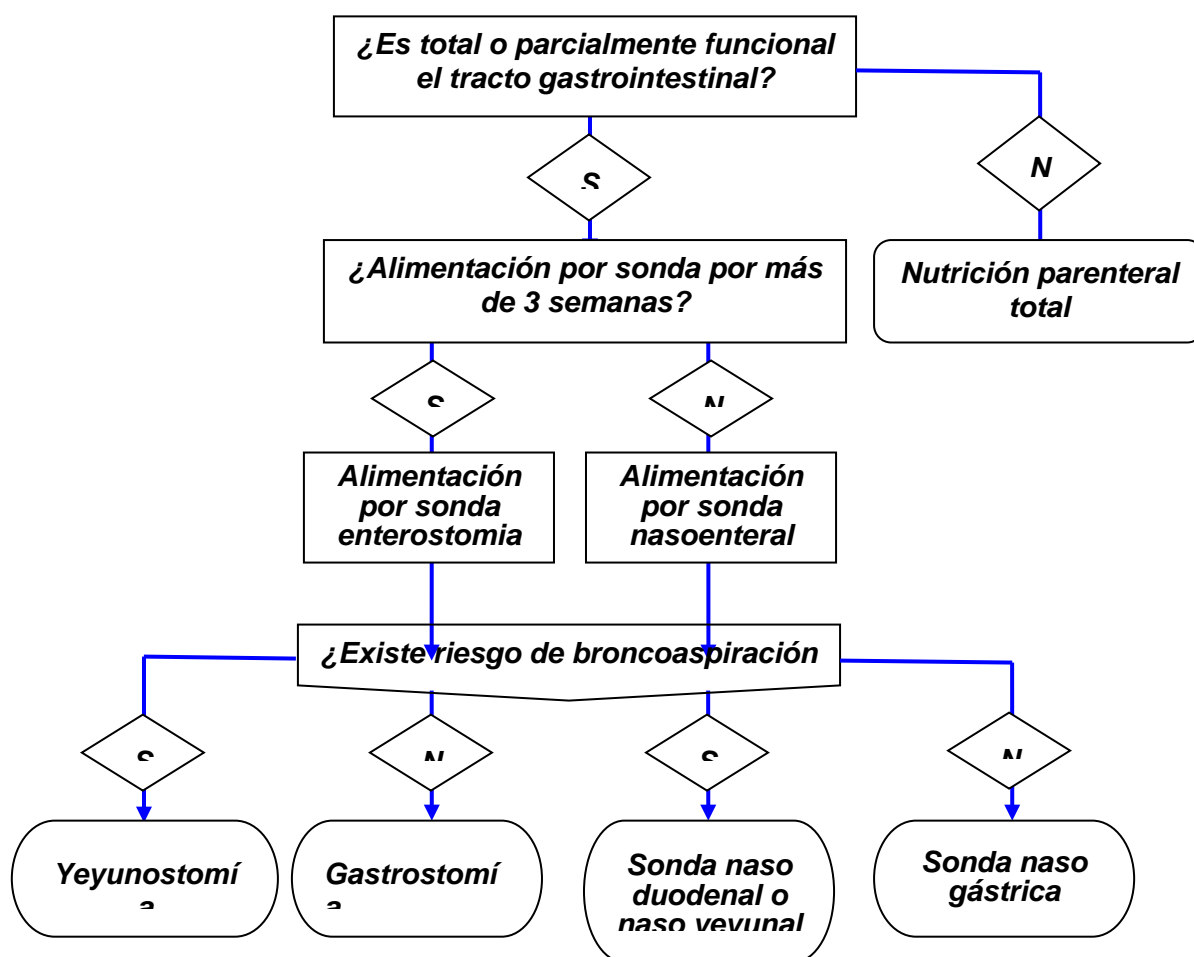 ¿Es total o parcialmente funcional
el tracto gastrointestinal?
S
N
¿Alimentación por sonda por más
de 3 semanas?
Nutrición parenteral
total
S
N
Alimentación
por sonda
enterostomia
Alimentación
por sonda
nasoenteral
¿Existe riesgo de broncoaspiración
S
N
S
N
Yeyunostomí
a
Gastrostomí
a
Sonda naso
duodenal o
naso yeyunal
Sonda naso
gástrica